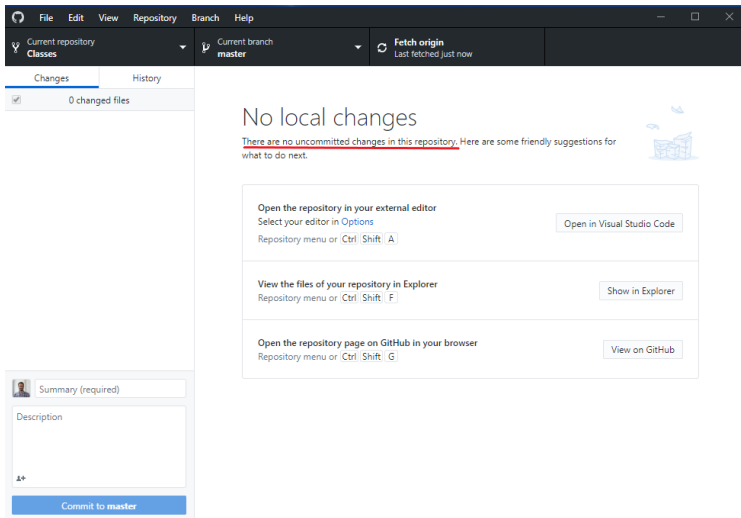 File Edit View Repository Branch Help
Current repository
Classes
Current branch
master
Fetch origin
Last fetched just now
Changes History
0 changed files
No local changes
There are no uncommitted changes in this repository. Here are some friendly suggestions for
what to do next.
Open the repository in your external editor
Select your editor in Options
Repository menu or Ctrl Shift A
Open in Visual Studio Code
View the files of your repository in Explorer
Repository menu or Ctrl Shift F
Show in Explorer
Open the repository page on GitHub in your browser
Repository menu or Ctrl Shift G
View on GitHub
Summary (required)
Description
Commit to master